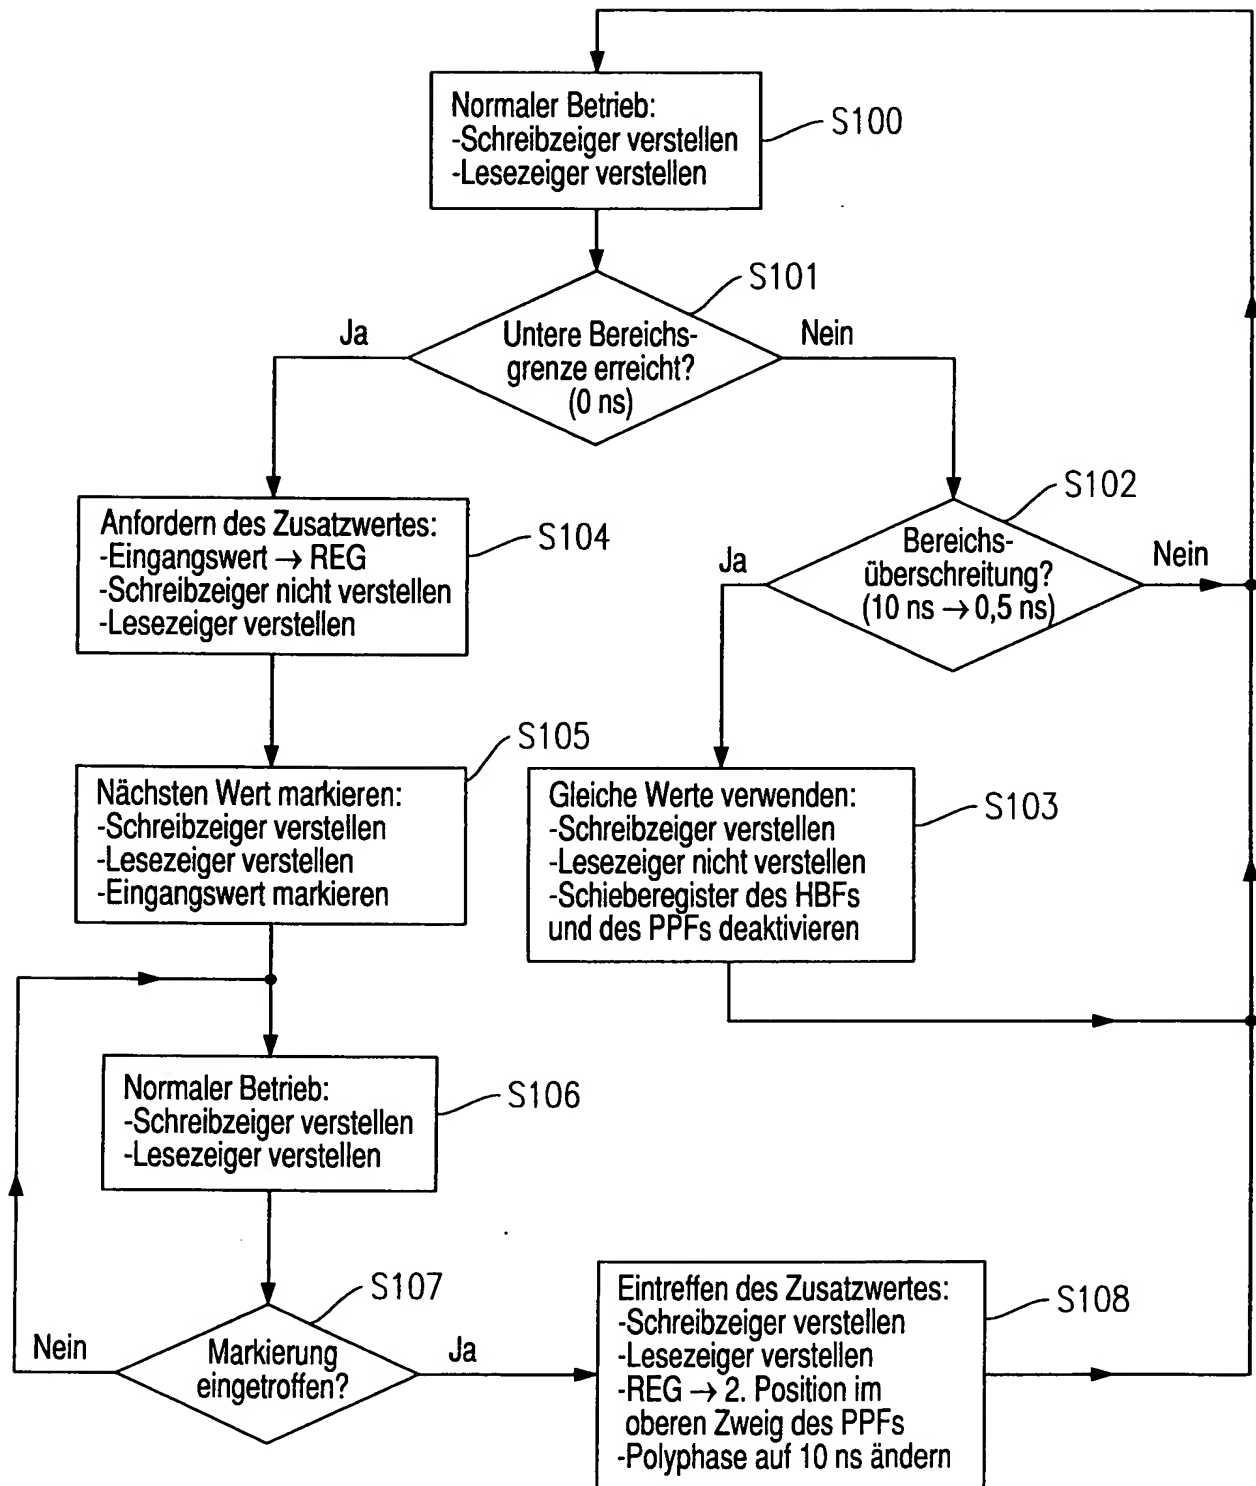 Normaler Betrieb:
-Schreibzeiger verstellen
-Lesezeiger verstellen
S100
S101
Ja
Untere Bereichs-
grenze erreicht?
(0 ns)
Nein
S102
Anfordern des Zusatzwertes:
-Eingangswert → REG
-Schreibzeiger nicht verstellen
-Lesezeiger verstellen
S104
Ja
Bereichs-
überschreitung?
(10 ns → 0,5 ns)
Nein
S105
Nächsten Wert markieren:
-Schreibzeiger verstellen
-Lesezeiger verstellen
-Eingangswert markieren
Gleiche Werte verwenden:
-Schreibzeiger verstellen
-Lesezeiger nicht verstellen
-Schieberegister des HBFs
und des PPFs deaktivieren
S103
Normaler Betrieb:
-Schreibzeiger verstellen
-Lesezeiger verstellen
S106
S107
Nein
Markierung
eingetroffen?
Ja
Eintreffen des Zusatzwertes:
-Schreibzeiger verstellen
-Lesezeiger verstellen
-REG → 2. Position im
oberen Zweig des PPFs
-Polyphase auf 10 ns ändern
S108